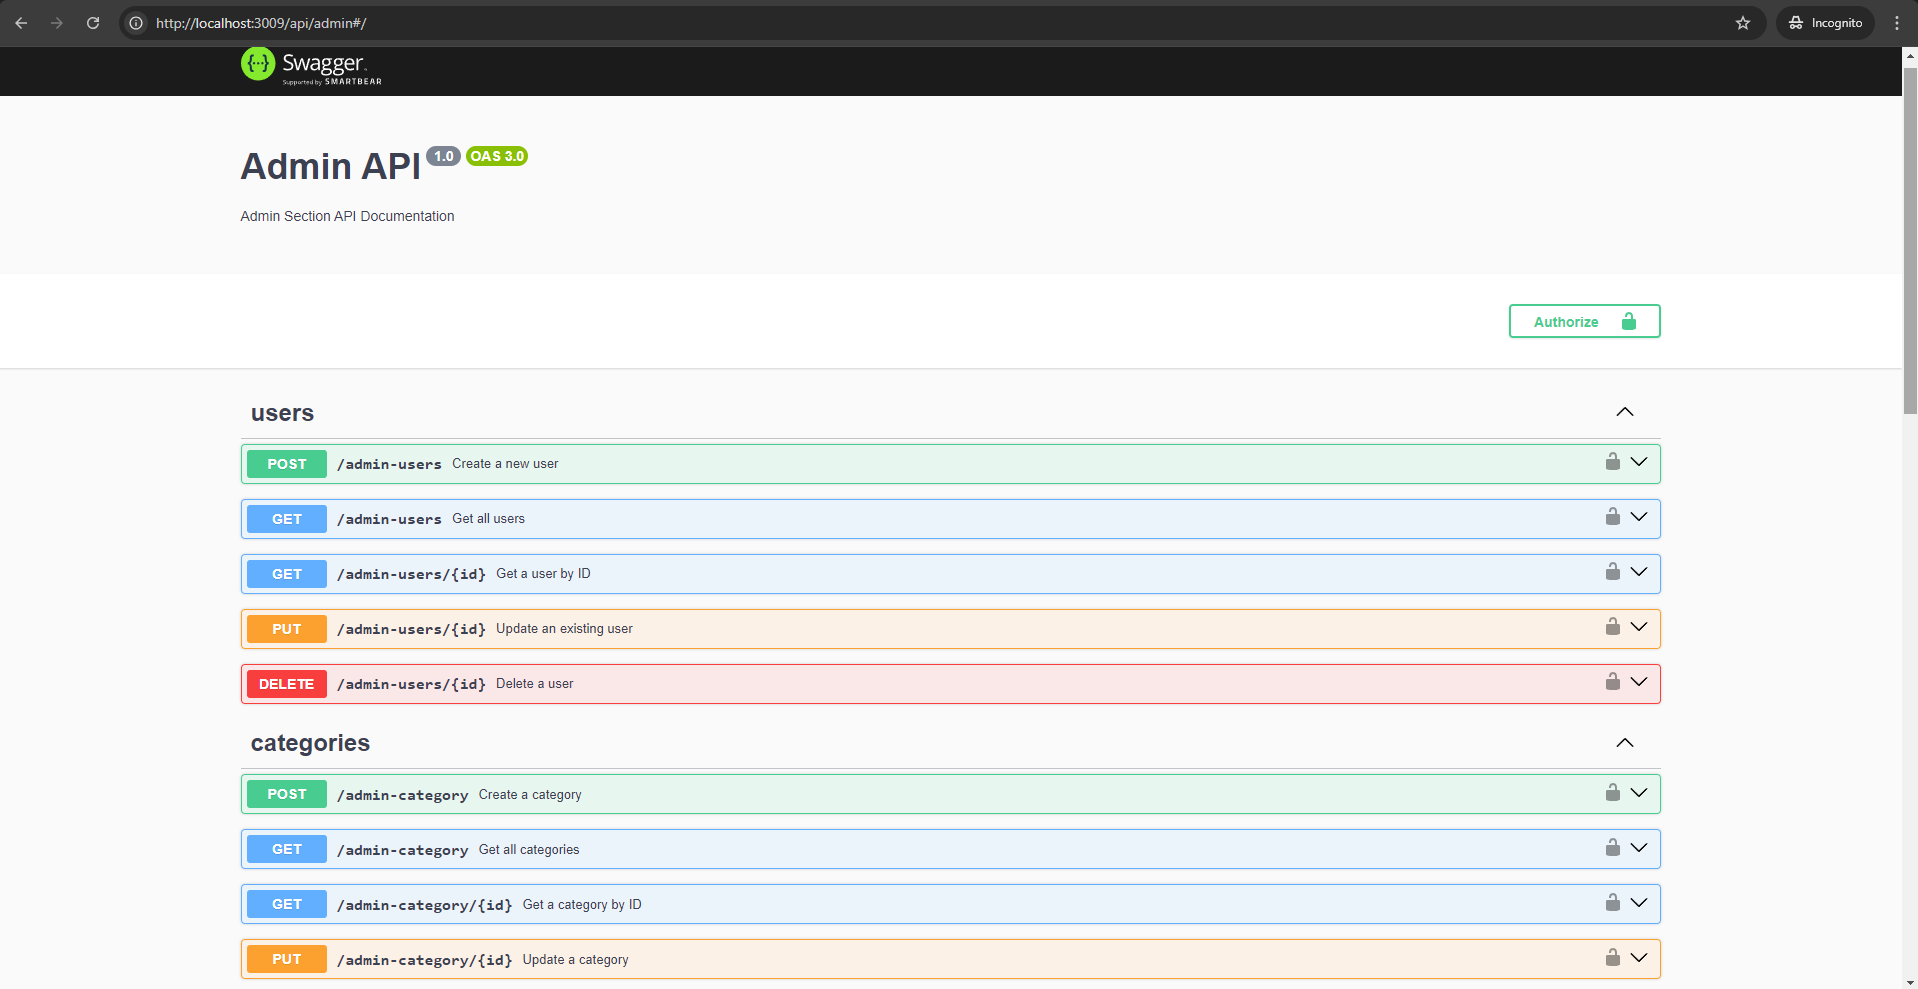 http://localhost:3009/api/admin#/
Incognito
Swagger
Supported by SMARTBEAR
Admin API 1.0 OAS 3.0
Admin Section API Documentation
Authorize
users
POST /admin-users Create a new user
GET /admin-users Get all users
GET /admin-users/{id} Get a user by ID
PUT /admin-users/{id} Update an existing user
DELETE /admin-users/{id} Delete a user
categories
POST /admin-category Create a category
GET /admin-category Get all categories
GET /admin-category/{id} Get a category by ID
PUT /admin-category/{id} Update a category